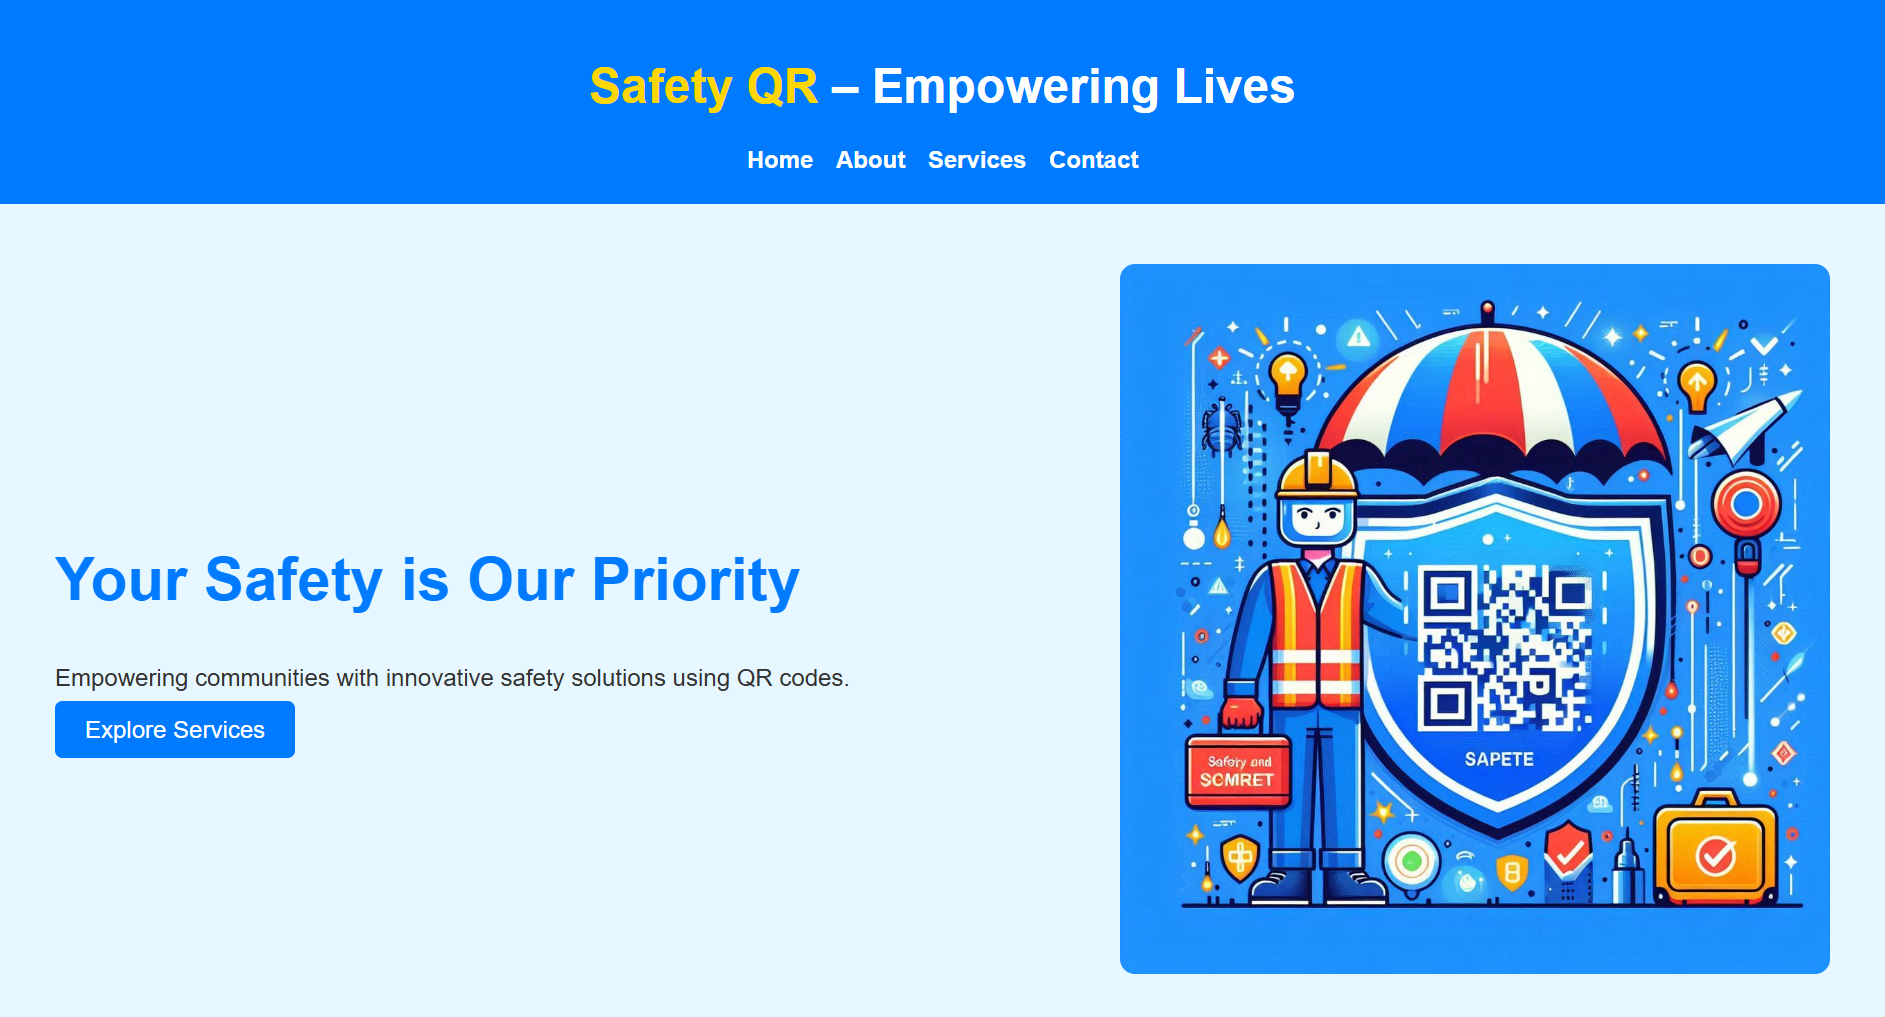 Safety QR – Empowering Lives
Home About Services Contact
Your Safety is Our Priority
Empowering communities with innovative safety solutions using QR codes.
Explore Services
SAPETE
Safety and
SCMRET